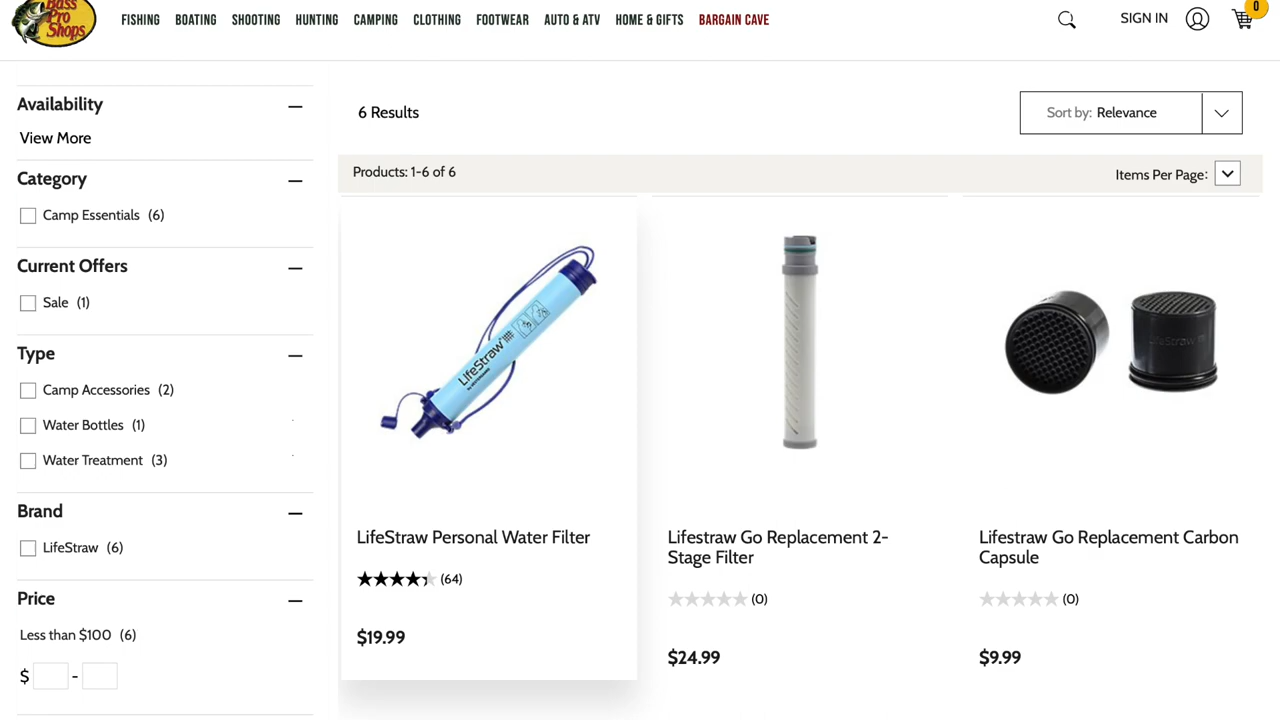 Bass
Pro
Shops
FISHING BOATING SHOOTING HUNTING CAMPING CLOTHING FOOTWEAR AUTO & ATV HOME & GIFTS BARGAIN CAVE
SIGN IN
0
Availability
View More
Category
Camp Essentials (6)
Current Offers
Sale (1)
Type
Camp Accessories (2)
Water Bottles (1)
Water Treatment (3)
Brand
LifeStraw (6)
Price
Less than $100 (6)
$ -
6 Results
Sort by: Relevance
Products: 1-6 of 6
Items Per Page:
LifeStraw
LifeStraw Personal Water Filter
(64)
$19.99
Lifestraw Go Replacement 2-
Stage Filter
(0)
$24.99
LifeStraw
Lifestraw Go Replacement Carbon
Capsule
(0)
$9.99